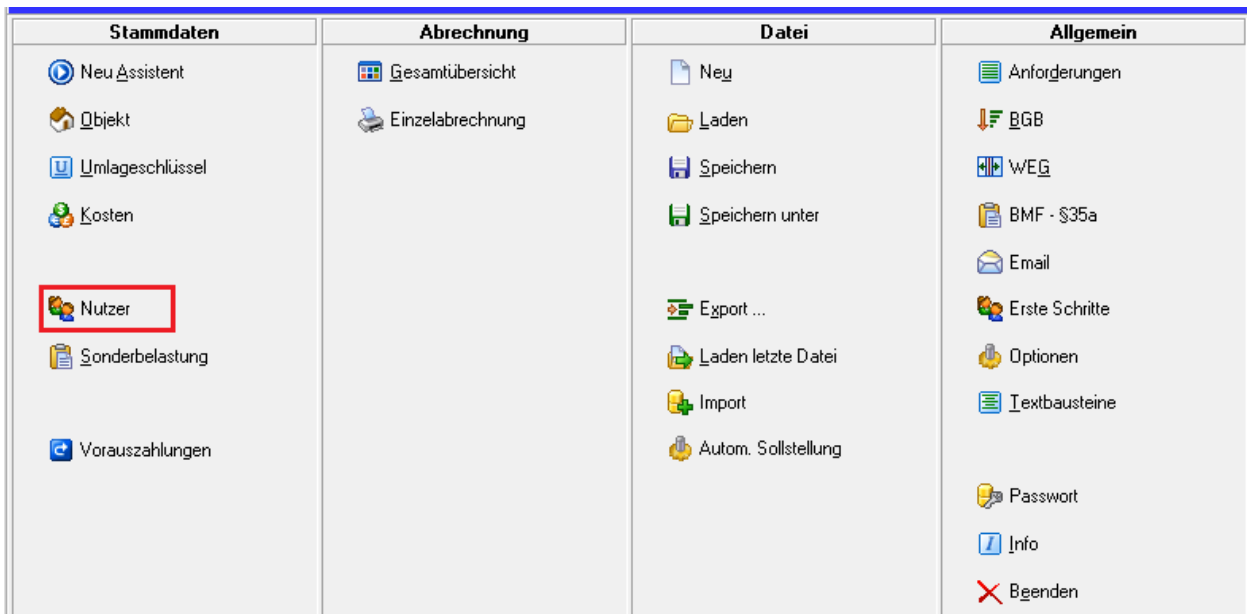 Stammdaten
Neu Assistent
Objekt
Umlageschlüssel
Kosten
Nutzer
Sonderbelastung
Vorauszahlungen
Abrechnung
Gesamtübersicht
Einzelabrechnung
Datei
Neu
Laden
Speichern
Speichern unter
Export ...
Laden letzte Datei
Import
Autom. Sollstellung
Allgemein
Anforderungen
BGB
WEG
BMF - §35a
Email
Erste Schritte
Optionen
Textbausteine
Passwort
Info
Beenden